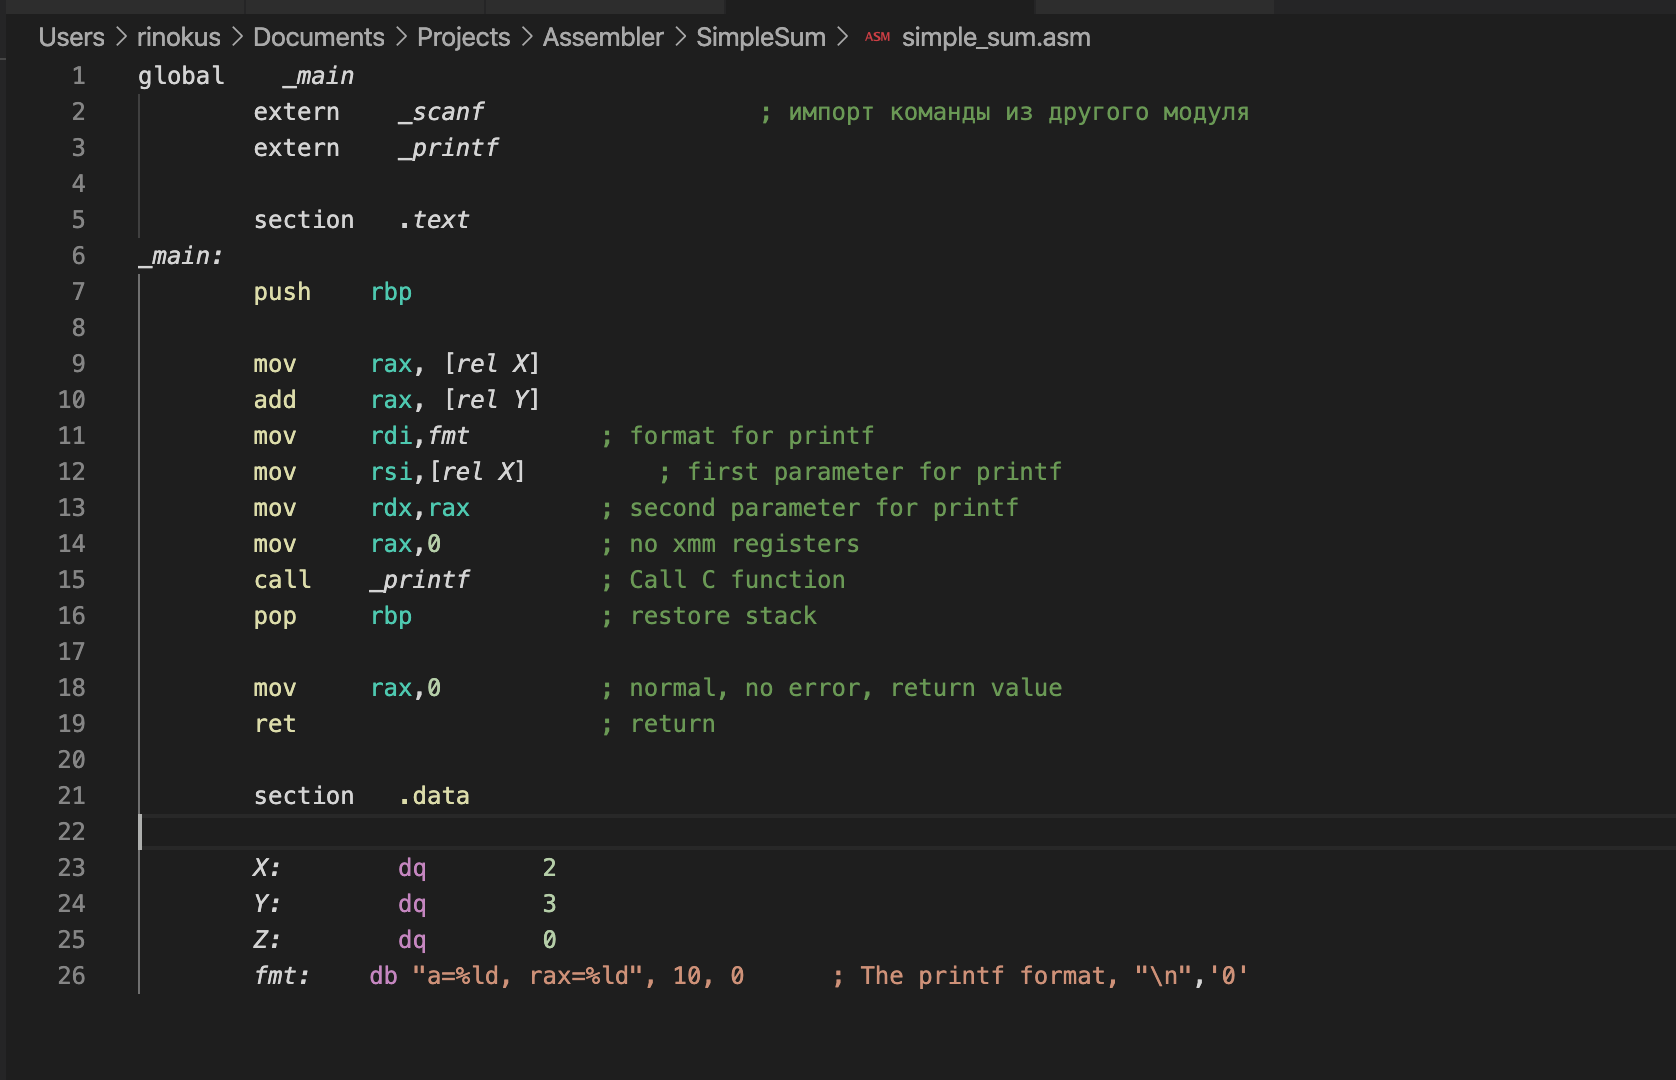 Users > rinokus > Documents > Projects > Assembler > SimpleSum > ASM simple_sum.asm
1 global _main
2 extern _scanf ; импорт команды из другого модуля
3 extern _printf
4
5 section .text
6 _main:
7 push rbp
8
9 mov rax, [rel X]
10 add rax, [rel Y]
11 mov rdi,fmt ; format for printf
12 mov rsi,[rel X] ; first parameter for printf
13 mov rdx,rax ; second parameter for printf
14 mov rax,0 ; no xmm registers
15 call _printf ; Call C function
16 pop rbp ; restore stack
17
18 mov rax,0 ; normal, no error, return value
19 ret ; return
20
21 section .data
22
23 X: dq 2
24 Y: dq 3
25 Z: dq 0
26 fmt: db "a=%ld, rax=%ld", 10, 0 ; The printf format, "\n",'0'